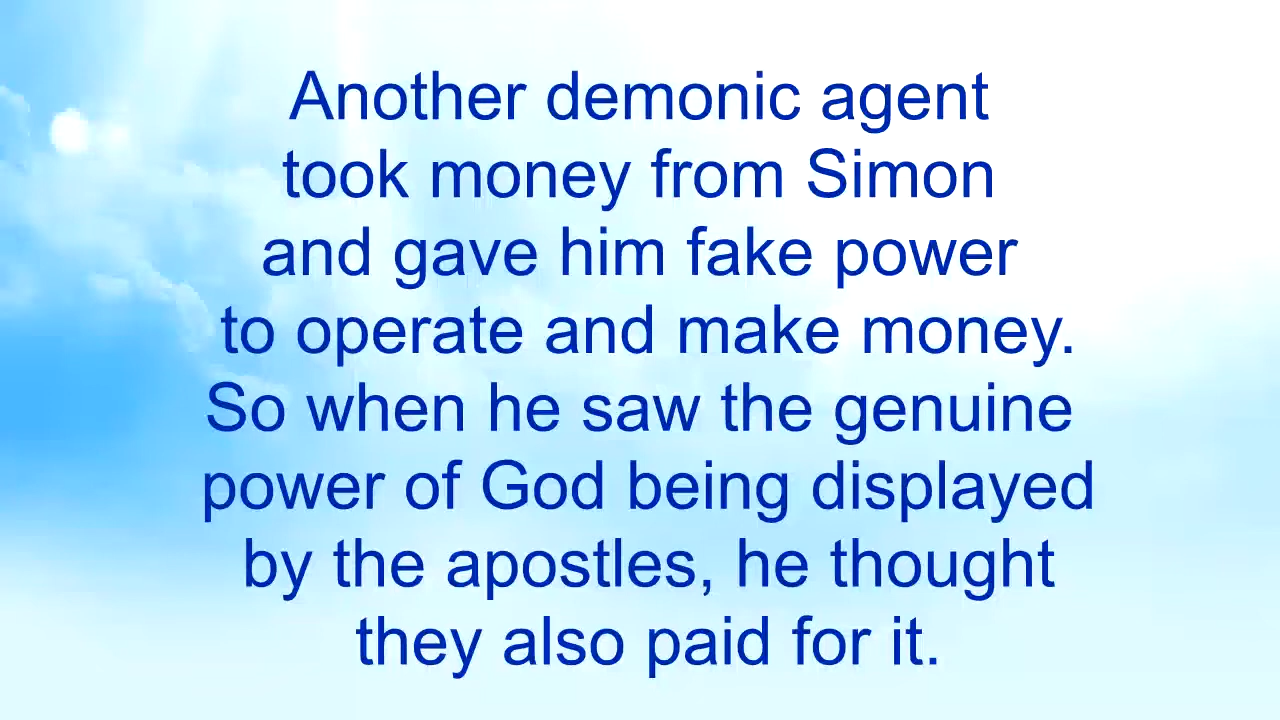 Another demonic agent
took money from Simon
and gave him fake power
to operate and make money.
So when he saw the genuine
power of God being displayed
by the apostles, he thought
they also paid for it.